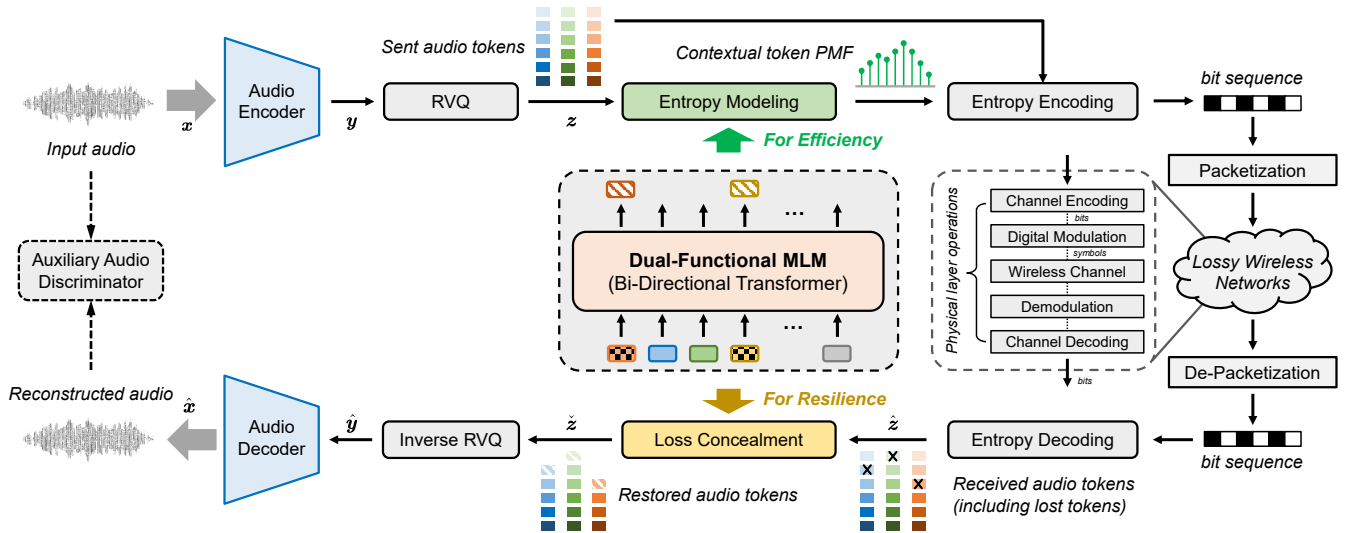 Sent audio tokens
Contextual token PMF
Audio
Encoder
RVQ
Entropy Modeling
Entropy Encoding
bit sequence
x
y
z
Input audio
For Efficiency
Packetization
Physical layer operations
Channel Encoding
bits
Digital Modulation
symbols
Wireless Channel
Demodulation
Channel Decoding
bits
Lossy Wireless
Networks
...
Dual-Functional MLM
(Bi-Directional Transformer)
...
Auxiliary Audio
Discriminator
De-Packetization
Reconstructed audio
For Resilience
x̂
Audio
Decoder
ŷ
Inverse RVQ
ž
Loss Concealment
ẑ
Entropy Decoding
bit sequence
Restored audio tokens
X
X
X
Received audio tokens
(including lost tokens)